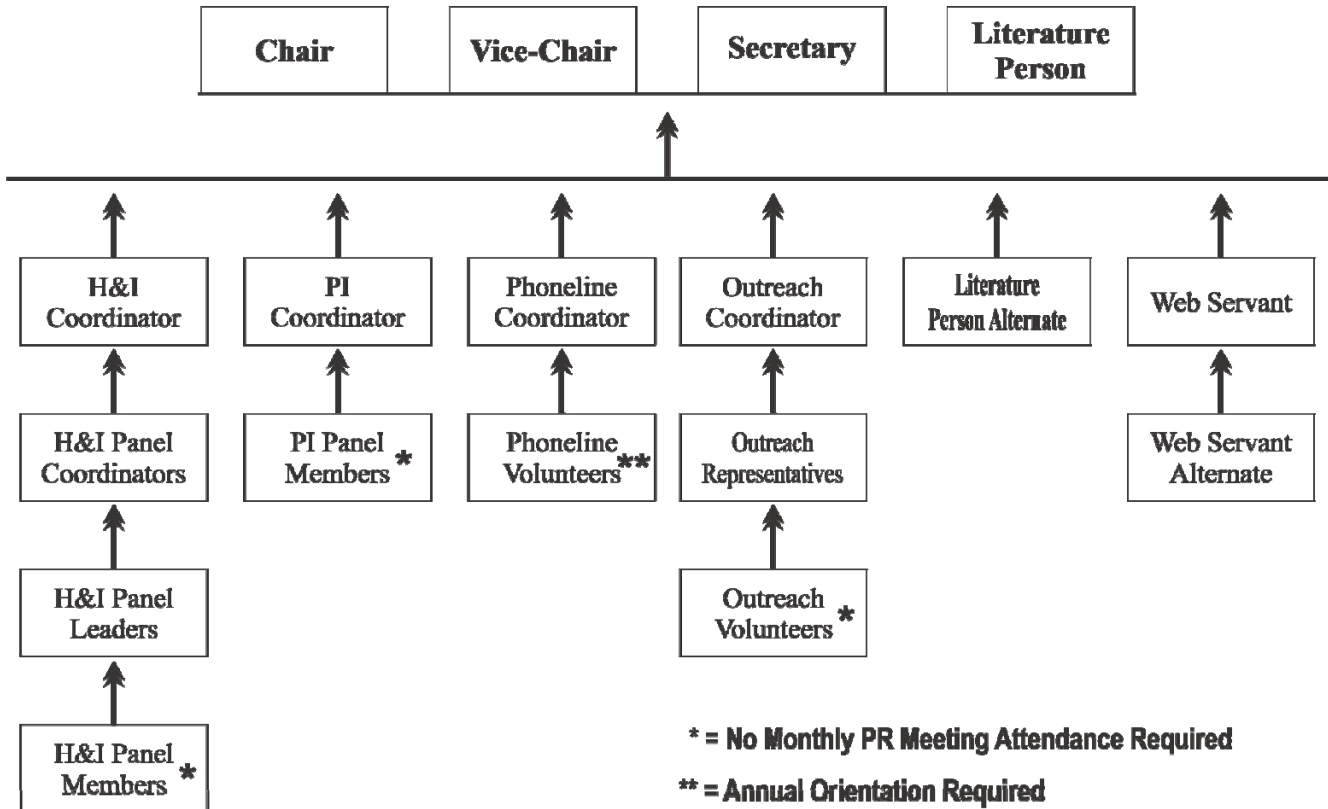 Chair
Vice-Chair
Secretary
Literature
Person
H&I
Coordinator
PI
Coordinator
Phoneline
Coordinator
Outreach
Coordinator
Literature
Person Alternate
Web Servant
H&I Panel
Coordinators
PI Panel
Members *
Phoneline
Volunteers **
Outreach
Representatives
Web Servant
Alternate
H&I Panel
Leaders
Outreach
Volunteers *
H&I Panel
Members *
* = No Monthly PR Meeting Attendance Required
** = Annual Orientation Required